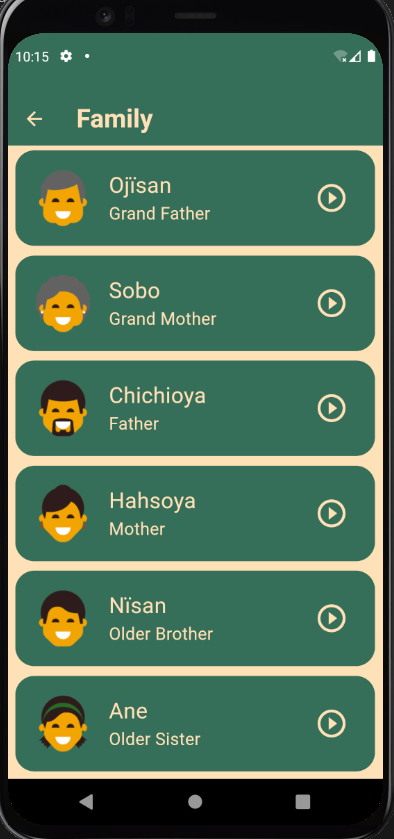 10:15
Family
Ojïsan
Grand Father
Sobo
Grand Mother
Chichioya
Father
Hahsoya
Mother
Nïsan
Older Brother
Ane
Older Sister